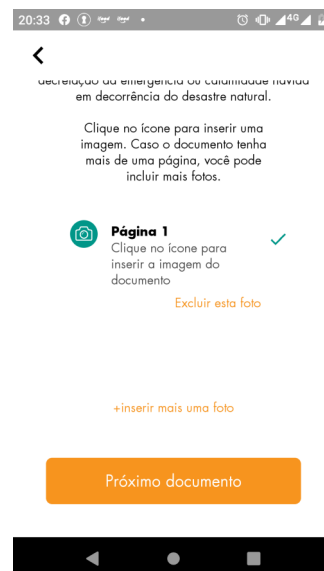 20:33
4G
decretação da emergência ou calamidade havida
em decorrência do desastre natural.
Clique no ícone para inserir uma
imagem. Caso o documento tenha
mais de uma página, você pode
incluir mais fotos.
Página 1
Clique no ícone para
inserir a imagem do
documento
Excluir esta foto
+inserir mais uma foto
Próximo documento